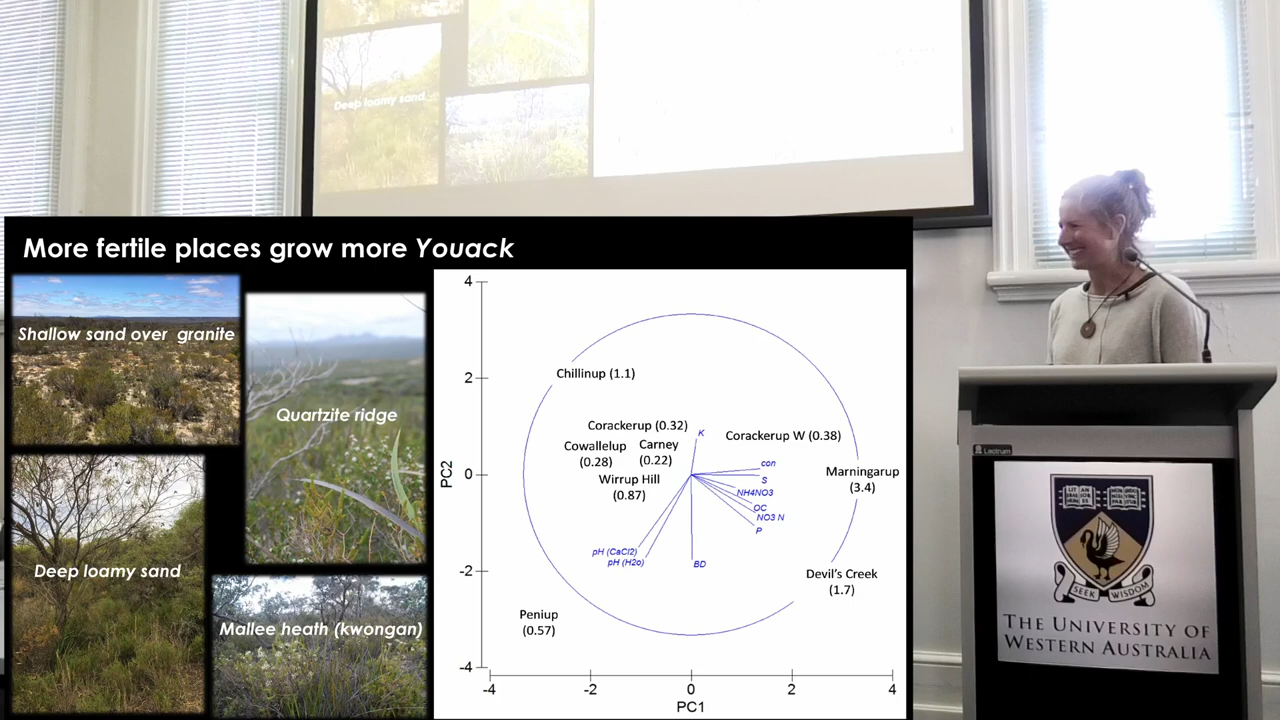 Deep loamy sand
More fertile places grow more Youack
Shallow sand over granite
Quartzite ridge
Deep loamy sand
Mallee heath (kwongan)
4
2
0
-2
-4
PC2
-4
-2
0
2
4
PC1
Chillinup (1.1)
Corackerup (0.32)
K
Cowallelup
(0.28)
Carney
(0.22)
Corackerup W (0.38)
Wirrup Hill
(0.87)
con
S
NH4NO3
OC
NO3 N
P
Marningarup
(3.4)
pH (CaCl2)
pH (H2o)
BD
Devil's Creek
(1.7)
Peniup
(0.57)
Lectrum
SEEK WISDOM
THE UNIVERSITY OF
WESTERN AUSTRALIA